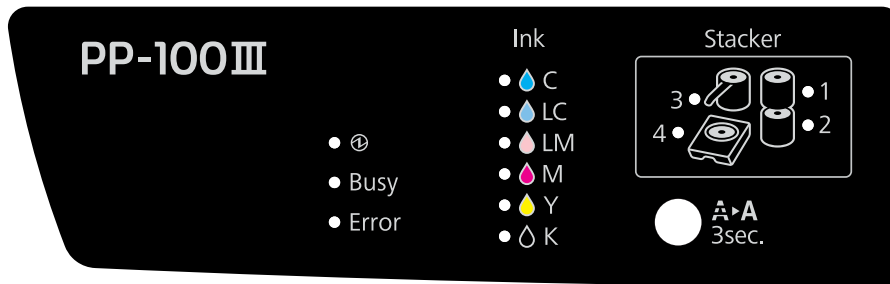 PP-100III
Busy
Error
Ink
C
LC
LM
M
Y
K
Stacker
3
1
4
2
A▸A
3sec.